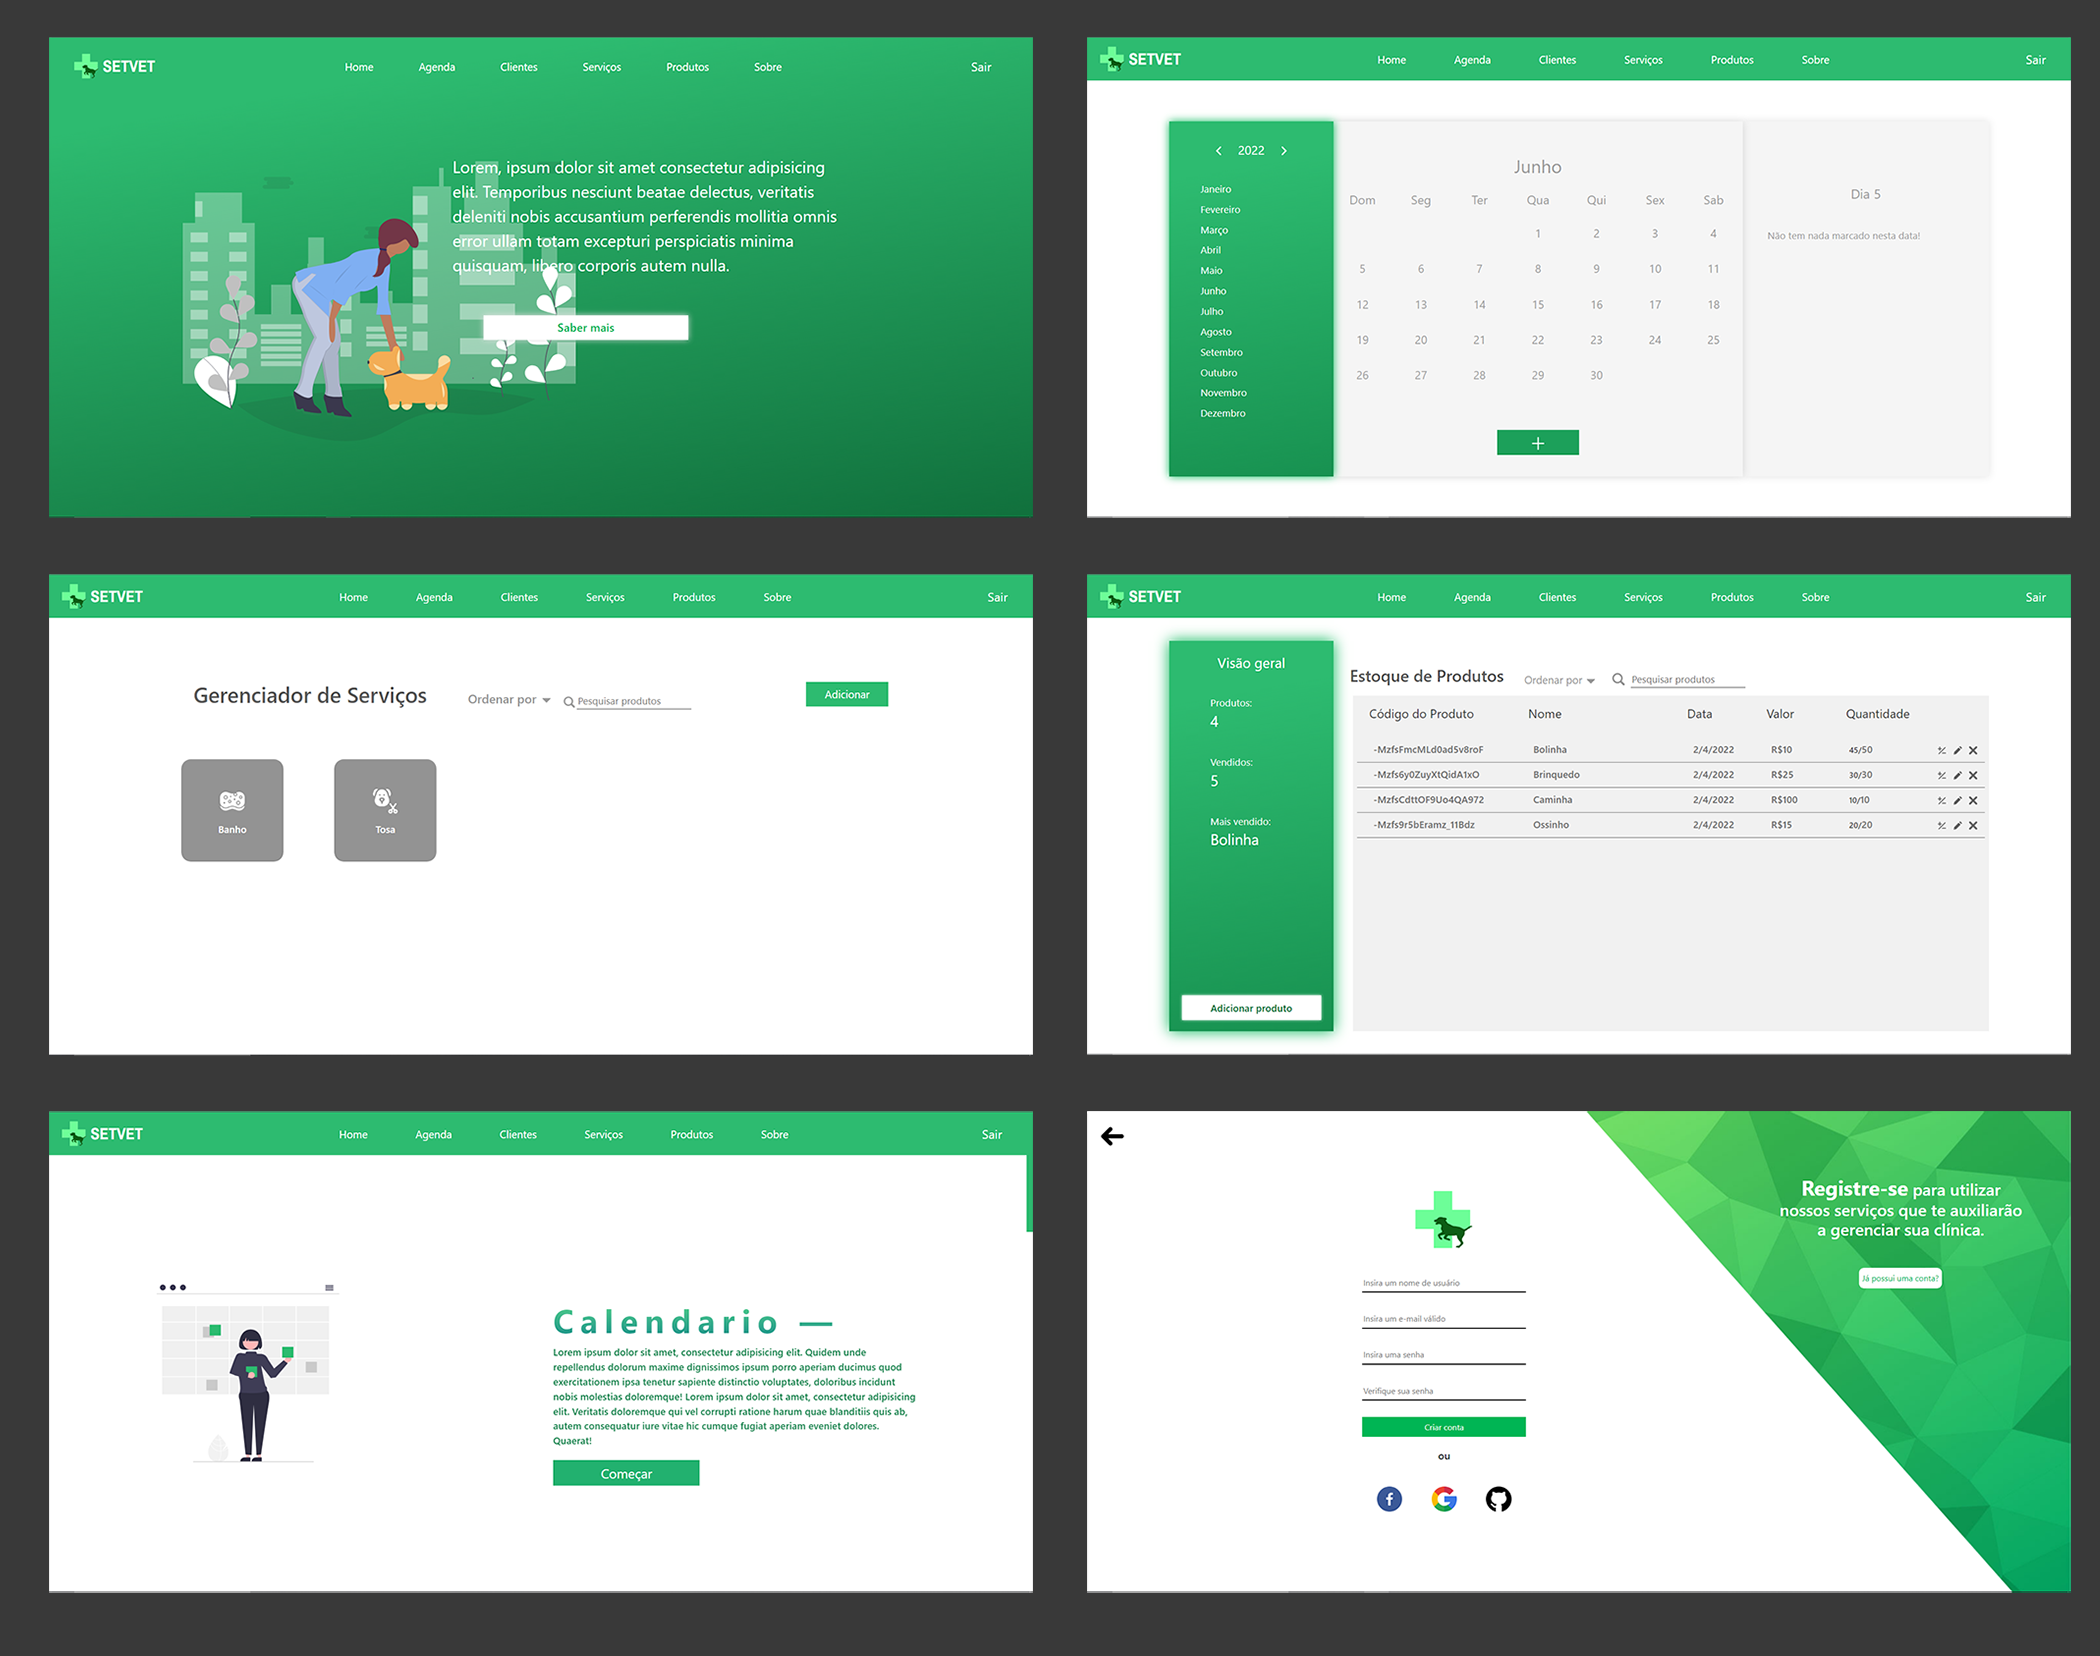 SETVET
Home Agenda Clientes Serviços Produtos Sobre Sair
Lorem, ipsum dolor sit amet consectetur adipisicing
elit. Temporibus nesciunt beatae delectus, veritatis
deleniti nobis accusantium perferendis mollitia omnis
error ullam totam excepturi perspiciatis minima
quisquam, libero corporis autem nulla.
Saber mais
SETVET
Home Agenda Clientes Serviços Produtos Sobre Sair
2022
Janeiro
Fevereiro
Março
Abril
Maio
Junho
Julho
Agosto
Setembro
Outubro
Novembro
Dezembro
Junho
Dom Seg Ter Qua Qui Sex Sab
1 2 3 4
5 6 7 8 9 10 11
12 13 14 15 16 17 18
19 20 21 22 23 24 25
26 27 28 29 30
+
Dia 5
Não tem nada marcado nesta data!
SETVET
Home Agenda Clientes Serviços Produtos Sobre Sair
Gerenciador de Serviços Ordenar por Pesquisar produtos Adicionar
Banho Tosa
SETVET
Home Agenda Clientes Serviços Produtos Sobre Sair
Visão geral
Produtos:
4
Vendidos:
5
Mais vendido:
Bolinha
Adicionar produto
Estoque de Produtos Ordenar por Pesquisar produtos
Código do Produto Nome Data Valor Quantidade
-MzfsFmcMLd0ad5v8roF Bolinha 2/4/2022 R$10 45/50
-Mzfs6y0ZuyXtQidA1xO Brinquedo 2/4/2022 R$25 30/30
-MzfsCdttOF9Uo4QA972 Caminha 2/4/2022 R$100 10/10
-Mzfs9r5bEramz_11Bdz Ossinho 2/4/2022 R$15 20/20
SETVET
Home Agenda Clientes Serviços Produtos Sobre Sair
Calendario —
Lorem ipsum dolor sit amet, consectetur adipisicing elit. Quidem unde
repellendus dolorum maxime dignissimos ipsum porro aperiam ducimus quod
exercitationem ipsa tenetur sapiente distinctio voluptates, doloribus incidunt
nobis molestias doloremque! Lorem ipsum dolor sit amet, consectetur adipisicing
elit. Veritatis doloremque qui vel corrupti ratione harum quae blanditiis quis ab,
autem consequatur iure vitae hic cumque fugiat aperiam eveniet dolores.
Quaerat!
Começar
Insira um nome de usuário
Insira um e-mail válido
Insira uma senha
Verifique sua senha
Criar conta
ou
Registre-se para utilizar
nossos serviços que te auxiliarão
a gerenciar sua clínica.
Já possui uma conta?